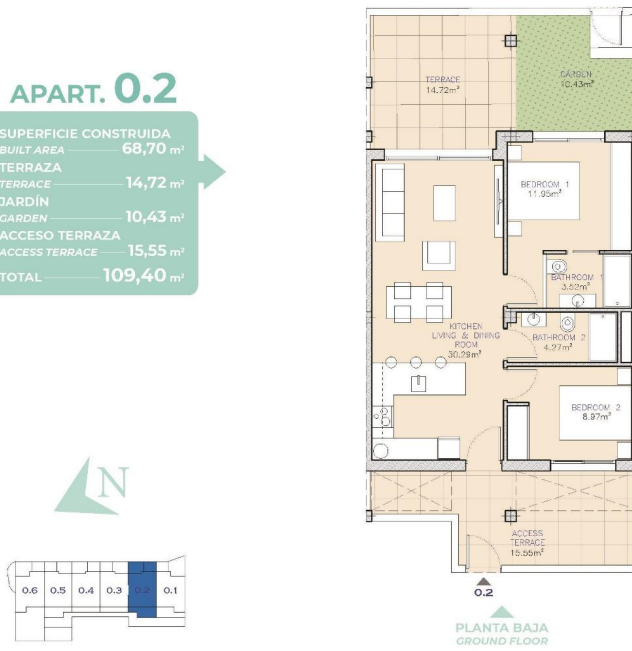 APART. 0.2
SUPERFICIE CONSTRUIDA
BUILT AREA 68,70 m²
TERRAZA
TERRACE 14,72 m²
JARDÍN
GARDEN 10,43 m²
ACCESO TERRAZA
ACCESS TERRACE 15,55 m²
TOTAL 109,40 m²
TERRACE
14.72m²
GARDEN
10.43m²
BEDROOM 1
11.95m²
BATHROOM 1
3.52m²
KITCHEN
LIVING & DINING
ROOM
30.29m²
BATHROOM 2
4.27m²
BEDROOM 2
8.97m²
ACCESS
TERRACE
15.55m²
0.2
PLANTA BAJA
GROUND FLOOR
N
0.6 0.5 0.4 0.3 0.2 0.1